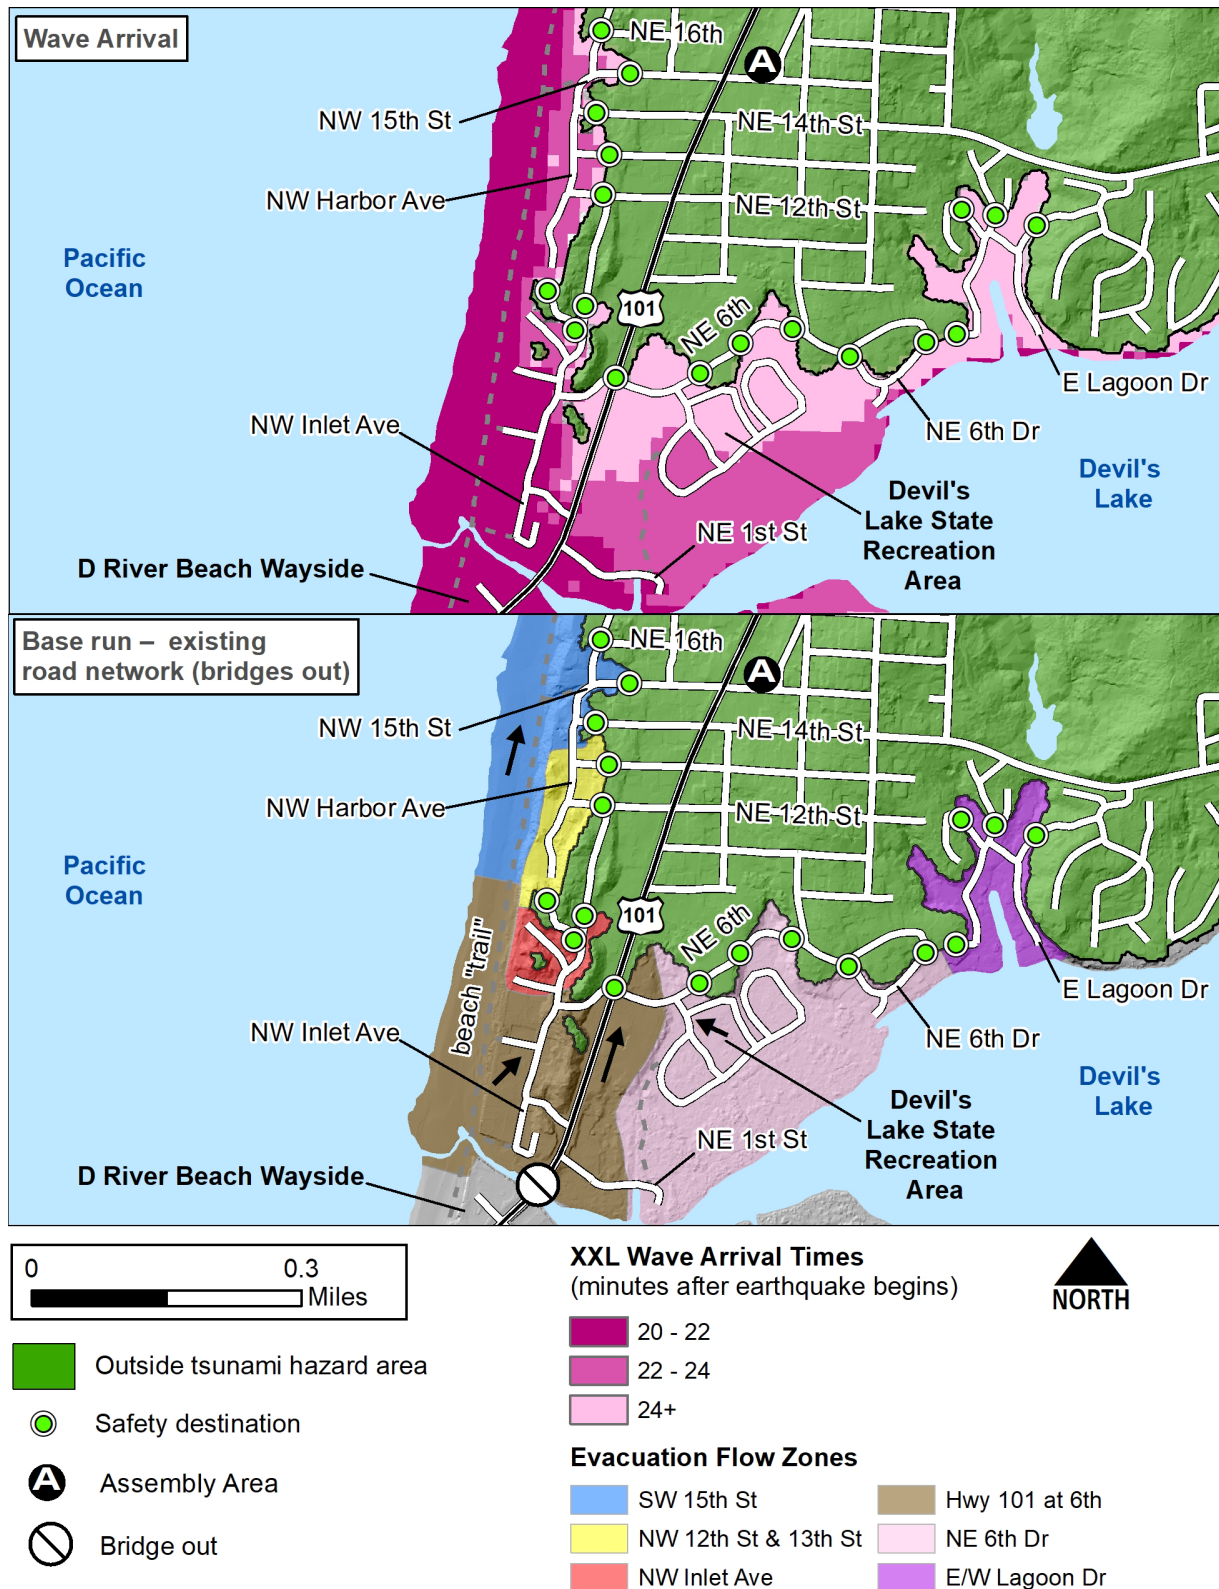 Wave Arrival
NE 16th
A
NW 15th St
NE 14th St
NW Harbor Ave
NE 12th St
Pacific
Ocean
101
NE 6th
E Lagoon Dr
NW Inlet Ave
NE 6th Dr
Devil's
Lake
Devil's
Lake State
Recreation
Area
NE 1st St
D River Beach Wayside
Base run – existing
road network (bridges out)
NE 16th
A
NW 15th St
NE 14th St
NW Harbor Ave
NE 12th St
Pacific
Ocean
101
NE 6th
beach "trail"
E Lagoon Dr
NW Inlet Ave
NE 6th Dr
Devil's
Lake
Devil's
Lake State
Recreation
Area
NE 1st St
D River Beach Wayside
0 0.3
Miles
Outside tsunami hazard area
Safety destination
A Assembly Area
Bridge out
XXL Wave Arrival Times
(minutes after earthquake begins)
20 - 22
22 - 24
24+
NORTH
Evacuation Flow Zones
SW 15th St
NW 12th St & 13th St
NW Inlet Ave
Hwy 101 at 6th
NE 6th Dr
E/W Lagoon Dr